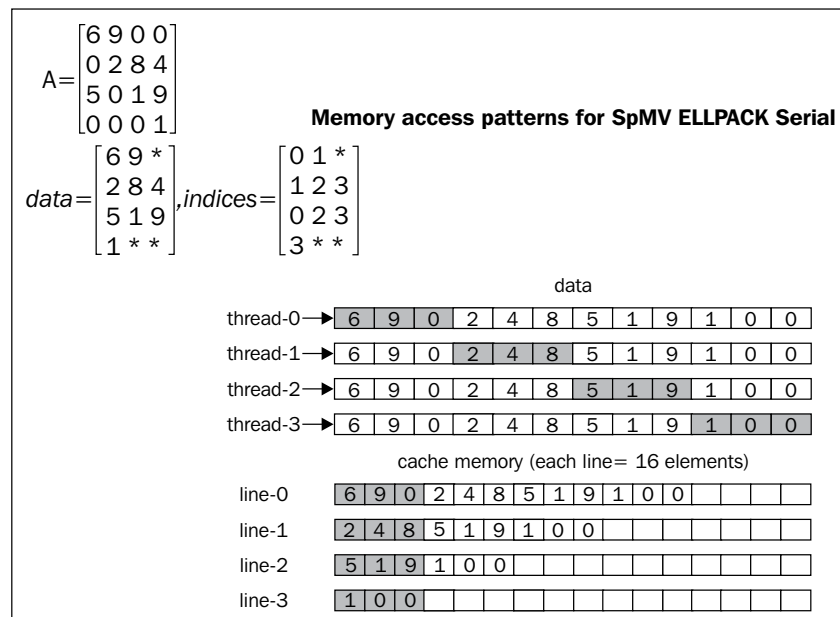 A=
6 9 0 0
0 2 8 4
5 0 1 9
0 0 0 1
Memory access patterns for SpMV ELLPACK Serial
data=
6 9 *
2 8 4
5 1 9
1 * *
,indices=
0 1 *
1 2 3
0 2 3
3 * *
data
thread-0 6 9 0 2 4 8 5 1 9 1 0 0
thread-1 6 9 0 2 4 8 5 1 9 1 0 0
thread-2 6 9 0 2 4 8 5 1 9 1 0 0
thread-3 6 9 0 2 4 8 5 1 9 1 0 0
cache memory (each line= 16 elements)
line-0 6 9 0 2 4 8 5 1 9 1 0 0
line-1 2 4 8 5 1 9 1 0 0
line-2 5 1 9 1 0 0
line-3 1 0 0